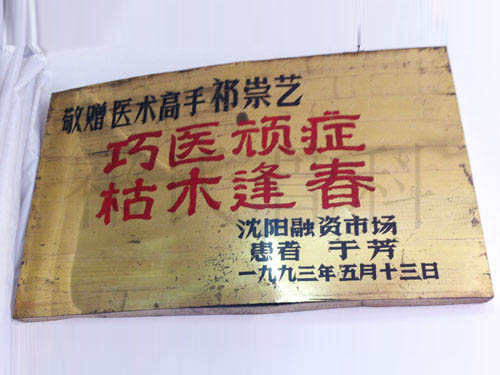 敬赠 医术高手 祁崇艺
巧医顽症
枯木逢春
沈阳融资市场
患者 于芳
一九九三年五月十三日